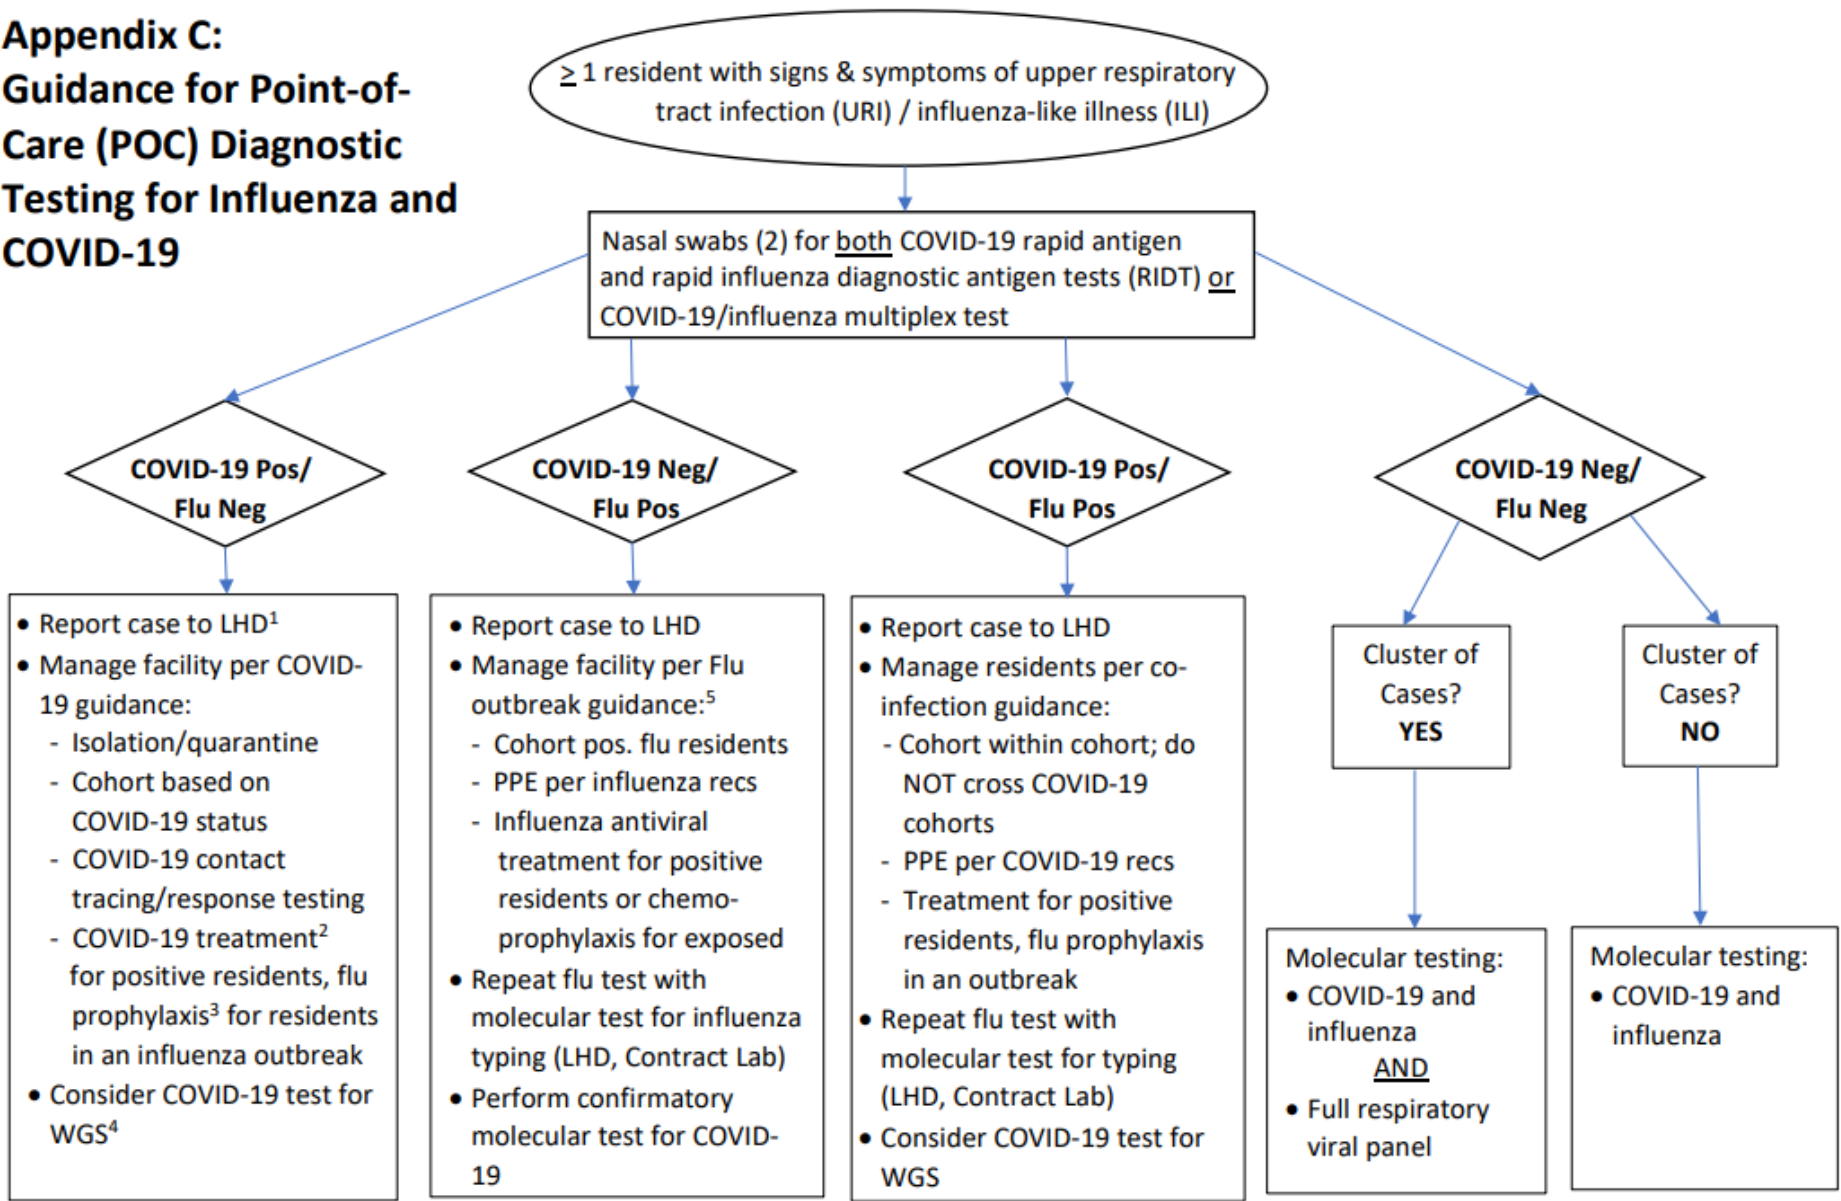 Appendix C:
Guidance for Point-of-
Care (POC) Diagnostic
Testing for Influenza and
COVID-19
≥ 1 resident with signs & symptoms of upper respiratory
tract infection (URI) / influenza-like illness (ILI)
Nasal swabs (2) for both COVID-19 rapid antigen
and rapid influenza diagnostic antigen tests (RIDT) or
COVID-19/influenza multiplex test
COVID-19 Pos/
Flu Neg
COVID-19 Neg/
Flu Pos
COVID-19 Pos/
Flu Pos
COVID-19 Neg/
Flu Neg
• Report case to LHD¹
• Manage facility per COVID-
19 guidance:
- Isolation/quarantine
- Cohort based on
COVID-19 status
- COVID-19 contact
tracing/response testing
- COVID-19 treatment²
for positive residents, flu
prophylaxis³ for residents
in an influenza outbreak
• Consider COVID-19 test for
WGS⁴
• Report case to LHD
• Manage facility per Flu
outbreak guidance:⁵
- Cohort pos. flu residents
- PPE per influenza recs
- Influenza antiviral
treatment for positive
residents or chemo-
prophylaxis for exposed
• Repeat flu test with
molecular test for influenza
typing (LHD, Contract Lab)
• Perform confirmatory
molecular test for COVID-
19
• Report case to LHD
• Manage residents per co-
infection guidance:
- Cohort within cohort; do
NOT cross COVID-19
cohorts
- PPE per COVID-19 recs
- Treatment for positive
residents, flu prophylaxis
in an outbreak
• Repeat flu test with
molecular test for typing
(LHD, Contract Lab)
• Consider COVID-19 test for
WGS
Cluster of
Cases?
YES
Cluster of
Cases?
NO
Molecular testing:
• COVID-19 and
influenza
AND
• Full respiratory
viral panel
Molecular testing:
• COVID-19 and
influenza